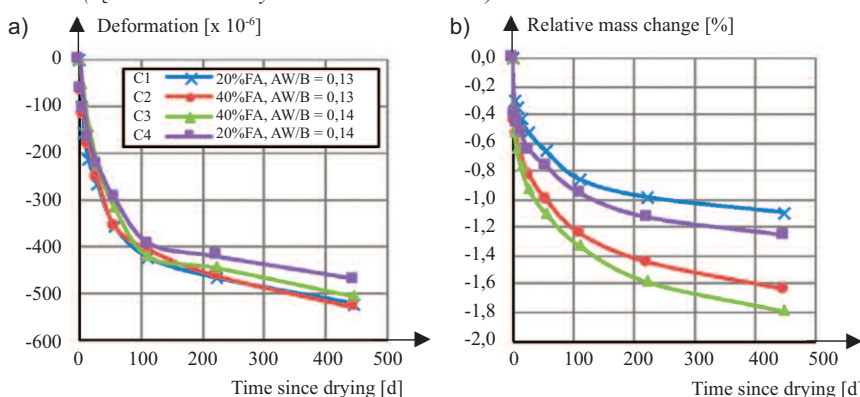 a) Deformation [x 10-6]
0
-100
-200
-300
-400
-500
-600
C1 20%FA, AW/B = 0,13
C2 40%FA, AW/B = 0,13
C3 40%FA, AW/B = 0,14
C4 20%FA, AW/B = 0,14
0 100 200 300 400 500
Time since drying [d]
b) Relative mass change [%]
0,0
-0,2
-0,4
-0,6
-0,8
-1,0
-1,2
-1,4
-1,6
-1,8
-2,0
0 100 200 300 400 500
Time since drying [d]